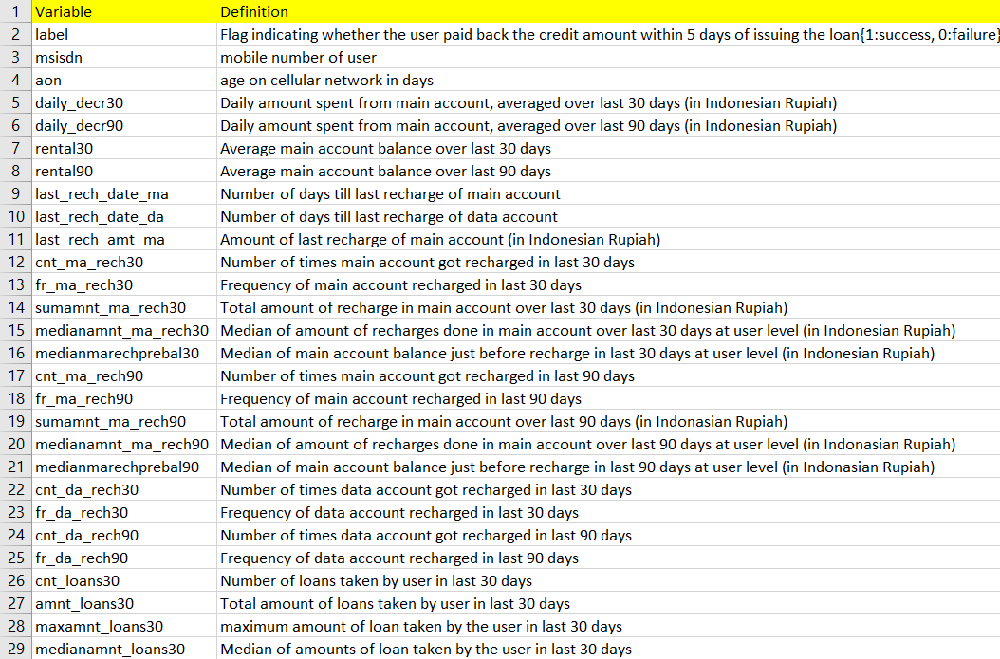 1 Variable Definition
2 label Flag indicating whether the user paid back the credit amount within 5 days of issuing the loan{1:success, 0:failure}
3 msisdn mobile number of user
4 aon age on cellular network in days
5 daily_decr30 Daily amount spent from main account, averaged over last 30 days (in Indonesian Rupiah)
6 daily_decr90 Daily amount spent from main account, averaged over last 90 days (in Indonesian Rupiah)
7 rental30 Average main account balance over last 30 days
8 rental90 Average main account balance over last 90 days
9 last_rech_date_ma Number of days till last recharge of main account
10 last_rech_date_da Number of days till last recharge of data account
11 last_rech_amt_ma Amount of last recharge of main account (in Indonesian Rupiah)
12 cnt_ma_rech30 Number of times main account got recharged in last 30 days
13 fr_ma_rech30 Frequency of main account recharged in last 30 days
14 sumamnt_ma_rech30 Total amount of recharge in main account over last 30 days (in Indonesian Rupiah)
15 medianamnt_ma_rech30 Median of amount of recharges done in main account over last 30 days at user level (in Indonesian Rupiah)
16 medianmarechprebal30 Median of main account balance just before recharge in last 30 days at user level (in Indonesian Rupiah)
17 cnt_ma_rech90 Number of times main account got recharged in last 90 days
18 fr_ma_rech90 Frequency of main account recharged in last 90 days
19 sumamnt_ma_rech90 Total amount of recharge in main account over last 90 days (in Indonasian Rupiah)
20 medianamnt_ma_rech90 Median of amount of recharges done in main account over last 90 days at user level (in Indonasian Rupiah)
21 medianmarechprebal90 Median of main account balance just before recharge in last 90 days at user level (in Indonasian Rupiah)
22 cnt_da_rech30 Number of times data account got recharged in last 30 days
23 fr_da_rech30 Frequency of data account recharged in last 30 days
24 cnt_da_rech90 Number of times data account got recharged in last 90 days
25 fr_da_rech90 Frequency of data account recharged in last 90 days
26 cnt_loans30 Number of loans taken by user in last 30 days
27 amnt_loans30 Total amount of loans taken by user in last 30 days
28 maxamnt_loans30 maximum amount of loan taken by the user in last 30 days
29 medianamnt_loans30 Median of amounts of loan taken by the user in last 30 days